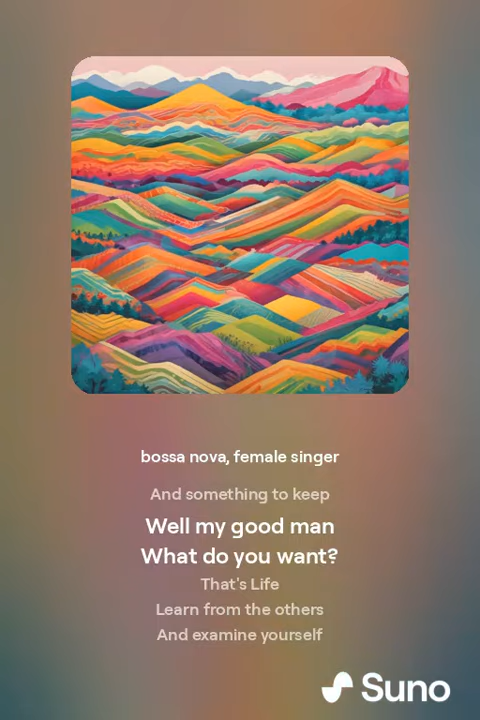 bossa nova, female singer
And something to keep
Well my good man
What do you want?
That's Life
Learn from the others
And examine yourself
Suno